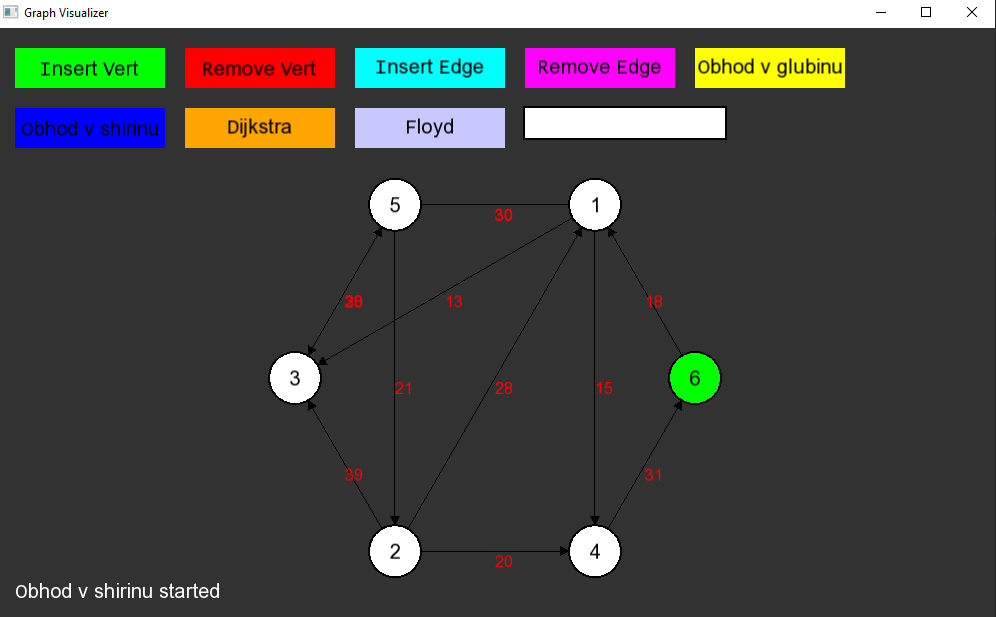 Graph Visualizer
Insert Vert Remove Vert Insert Edge Remove Edge Obhod v glubinu
Obhod v shirinu Dijkstra Floyd
5 1
30
13 18
3 6
21 28 15
39 31
2 4
20
Obhod v shirinu started